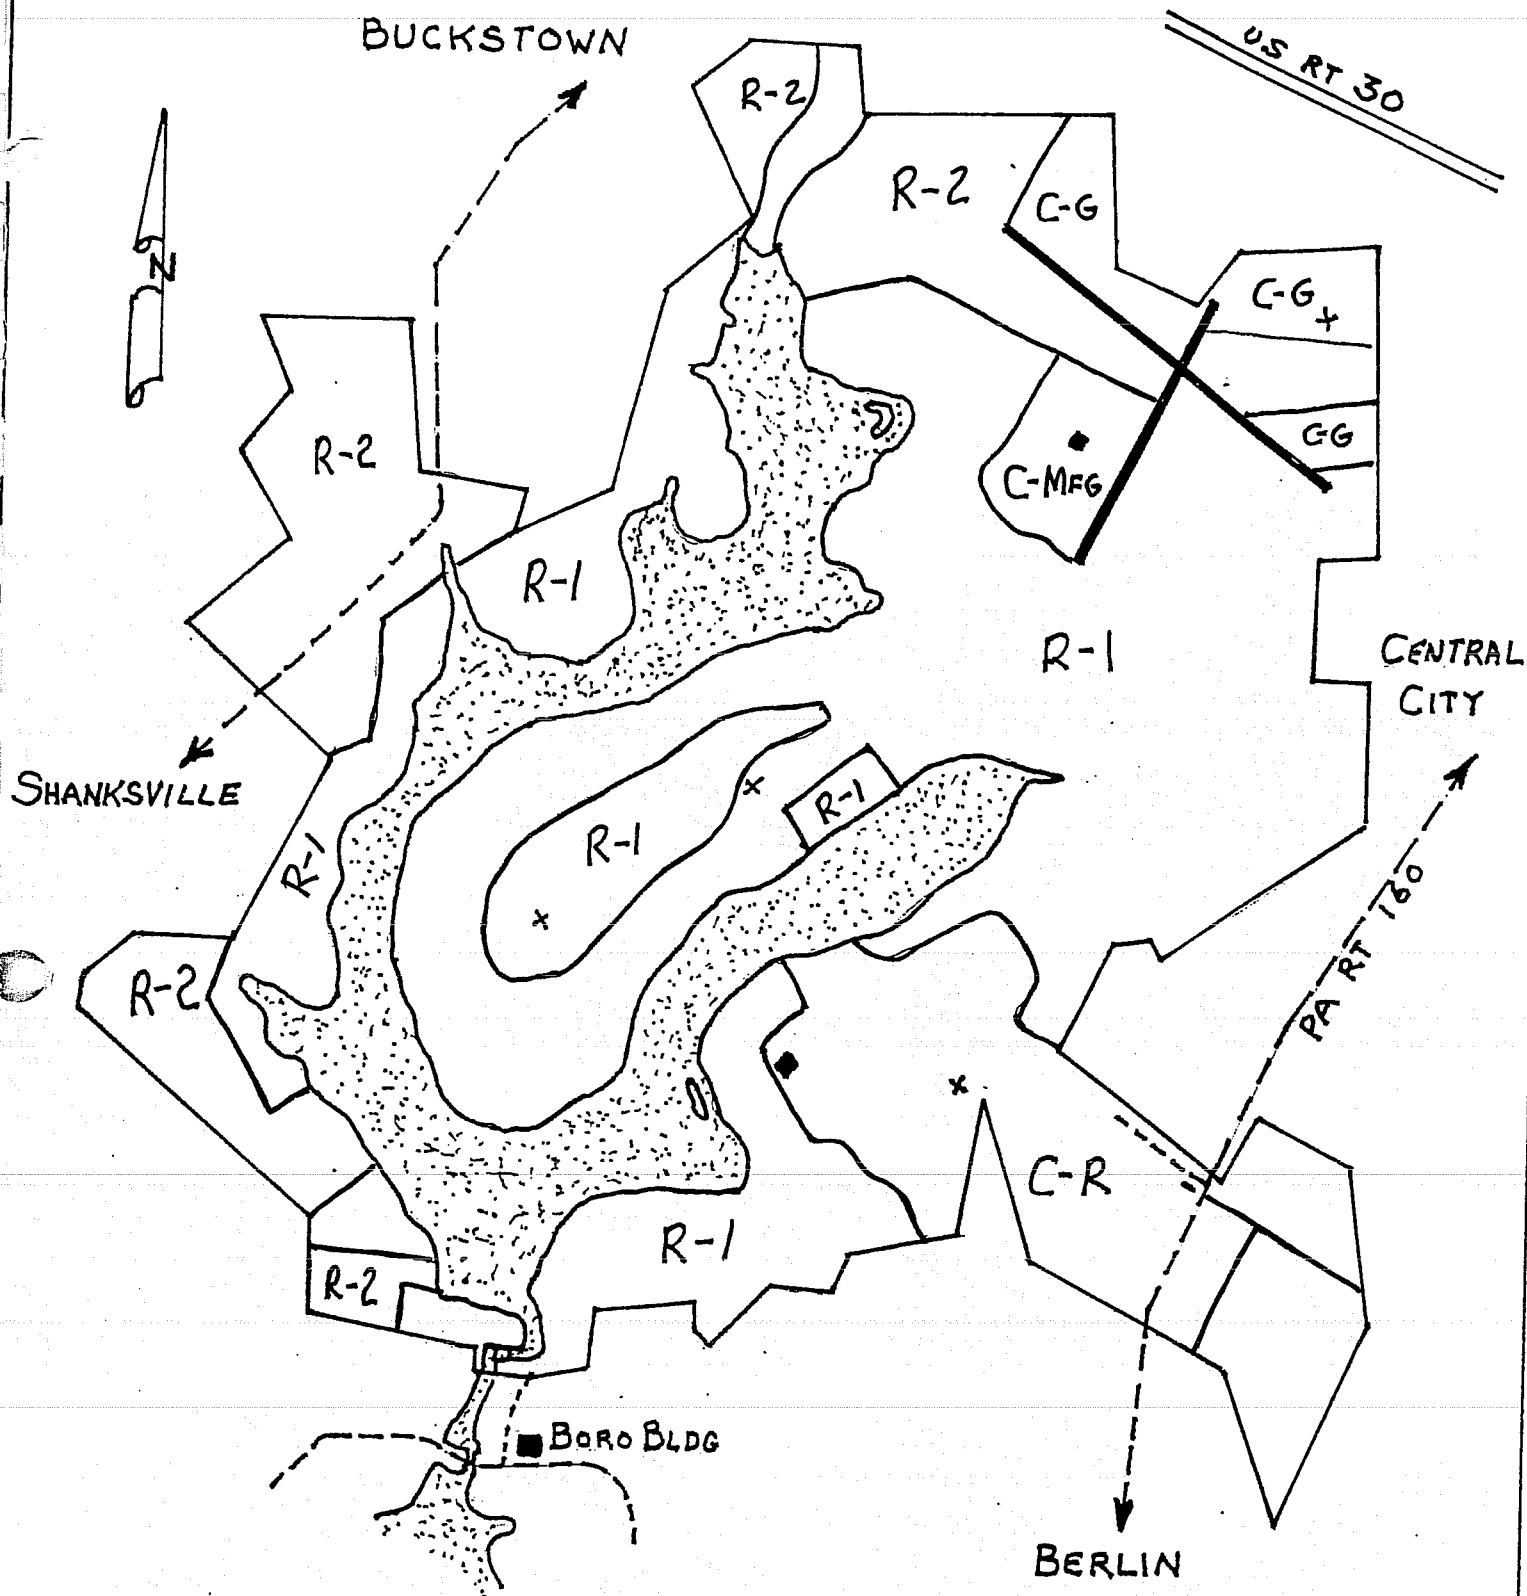 BUCKSTOWN
US RT 30
R-2
R-2
C-G
N
C-G
R-2
C-G
C-MFG
R-1
R-1
CENTRAL
CITY
SHANKSVILLE
R-1
R-1
R-1
PA RT 160
R-2
C-R
R-1
R-2
BORO BLDG
BERLIN